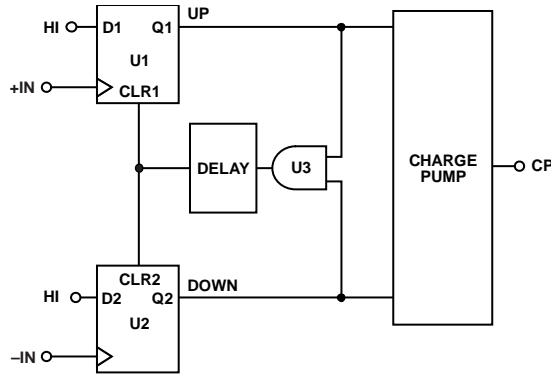 UP
HI
D1
Q1
U1
+IN
CLR1
DELAY
U3
CHARGE
PUMP
CP
CLR2
HI
D2
Q2
DOWN
U2
–IN